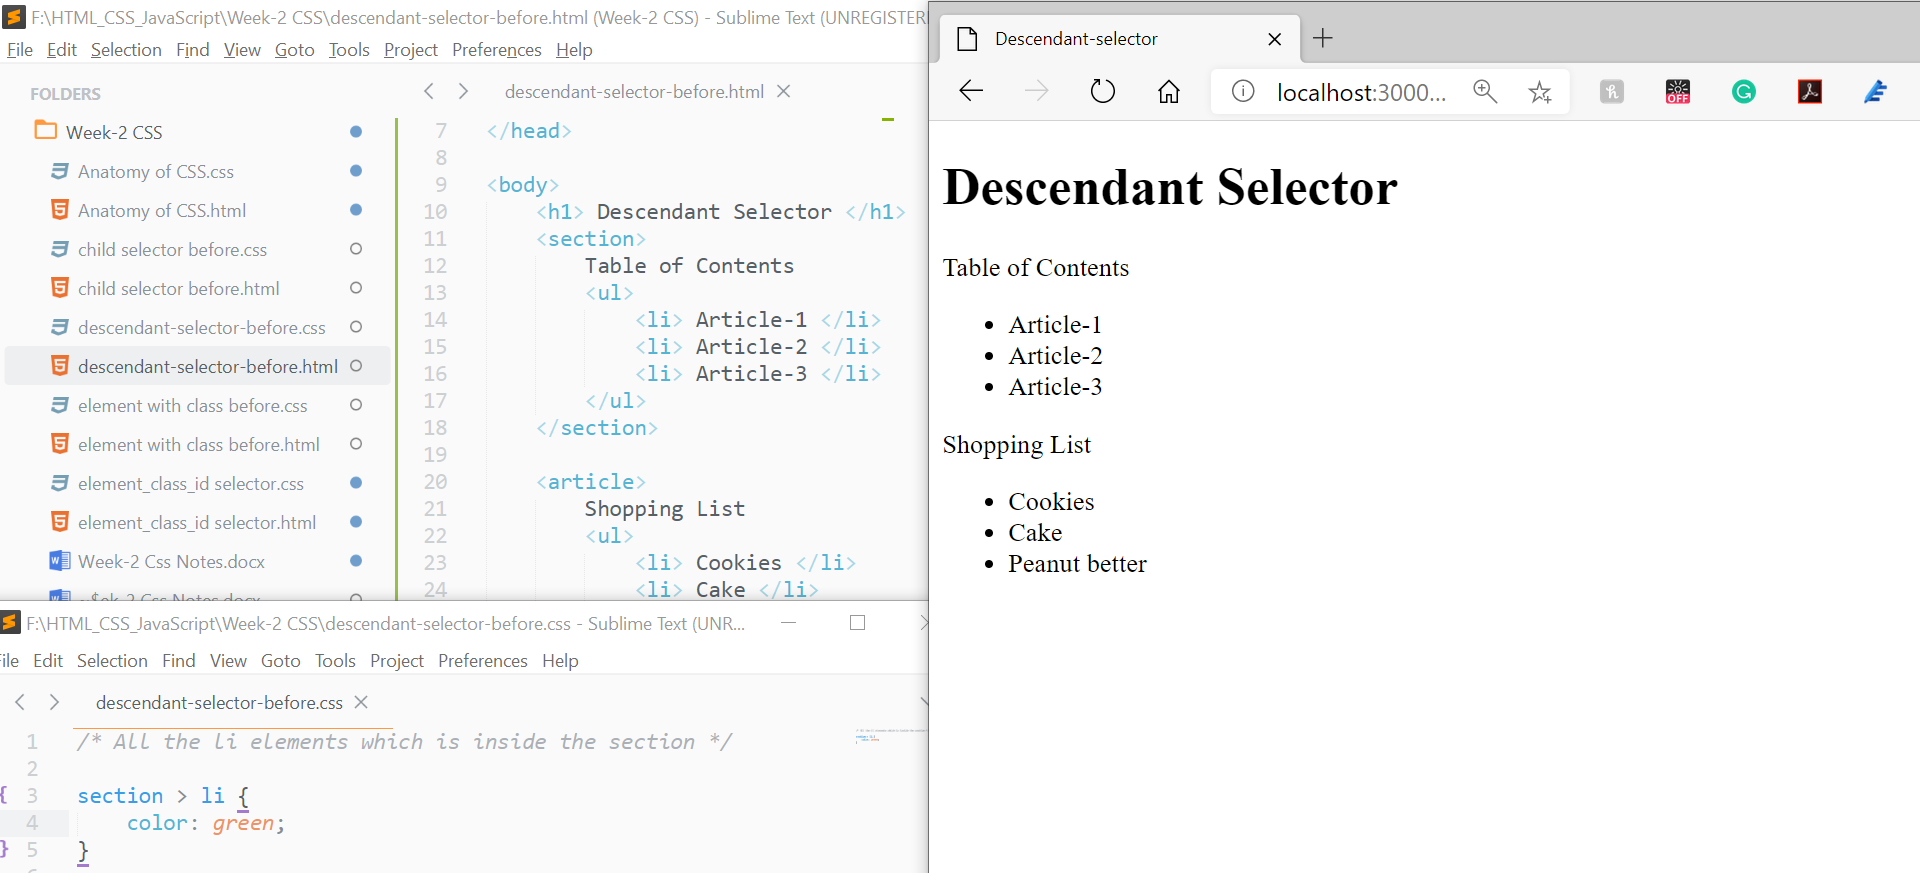 F:\HTML_CSS_JavaScript\Week-2 CSS\descendant-selector-before.html (Week-2 CSS) - Sublime Text (UNREGISTER
File Edit Selection Find View Goto Tools Project Preferences Help
FOLDERS
Week-2 CSS
Anatomy of CSS.css
Anatomy of CSS.html
child selector before.css
child selector before.html
descendant-selector-before.css
descendant-selector-before.html
element with class before.css
element with class before.html
element_class_id selector.css
element_class_id selector.html
Week-2 Css Notes.docx
~$ek-2 Css Notes.docx
descendant-selector-before.html
7 </head>
8
9 <body>
10 <h1> Descendant Selector </h1>
11 <section>
12 Table of Contents
13 <ul>
14 <li> Article-1 </li>
15 <li> Article-2 </li>
16 <li> Article-3 </li>
17 </ul>
18 </section>
19
20 <article>
21 Shopping List
22 <ul>
23 <li> Cookies </li>
24 <li> Cake </li>
F:\HTML_CSS_JavaScript\Week-2 CSS\descendant-selector-before.css - Sublime Text (UNR...
ile Edit Selection Find View Goto Tools Project Preferences Help
descendant-selector-before.css
1 /* All the li elements which is inside the section */
2
3 section > li {
4 color: green;
5 }
Descendant-selector
localhost:3000...
OFF
Descendant Selector
Table of Contents
• Article-1
• Article-2
• Article-3
Shopping List
• Cookies
• Cake
• Peanut better